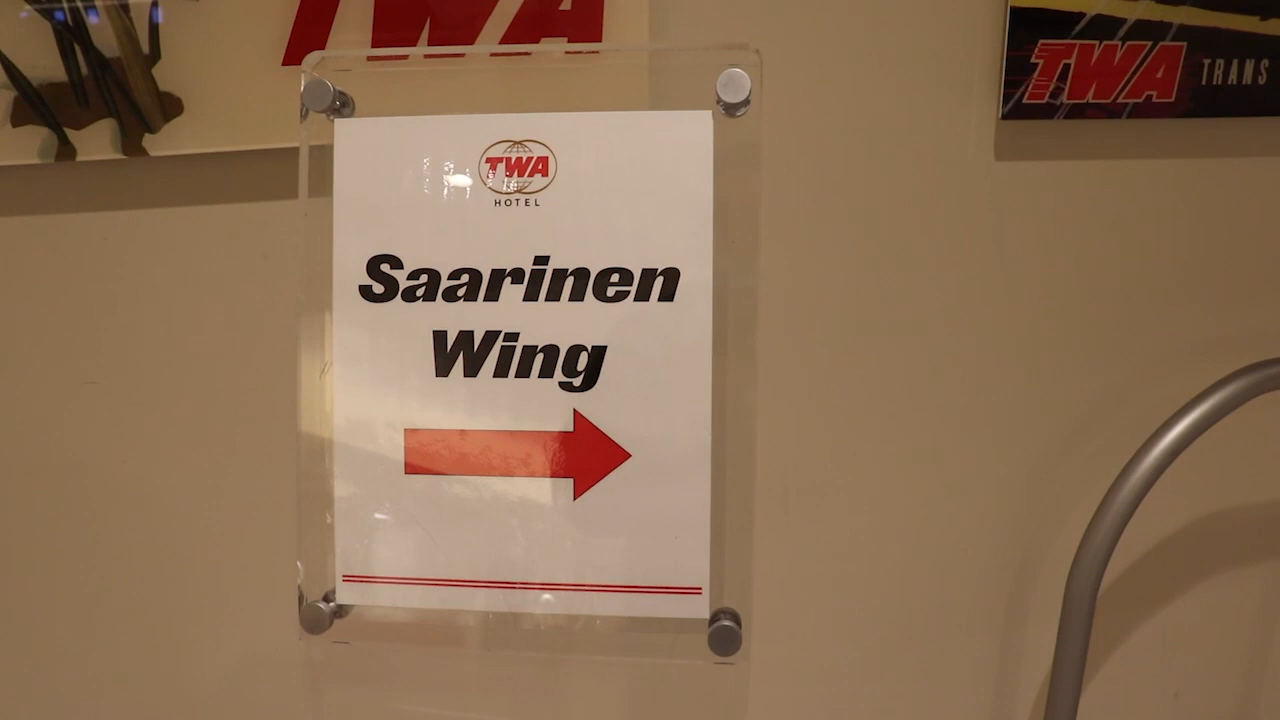 TWA
TWA TRANS
TWA
HOTEL
Saarinen
Wing